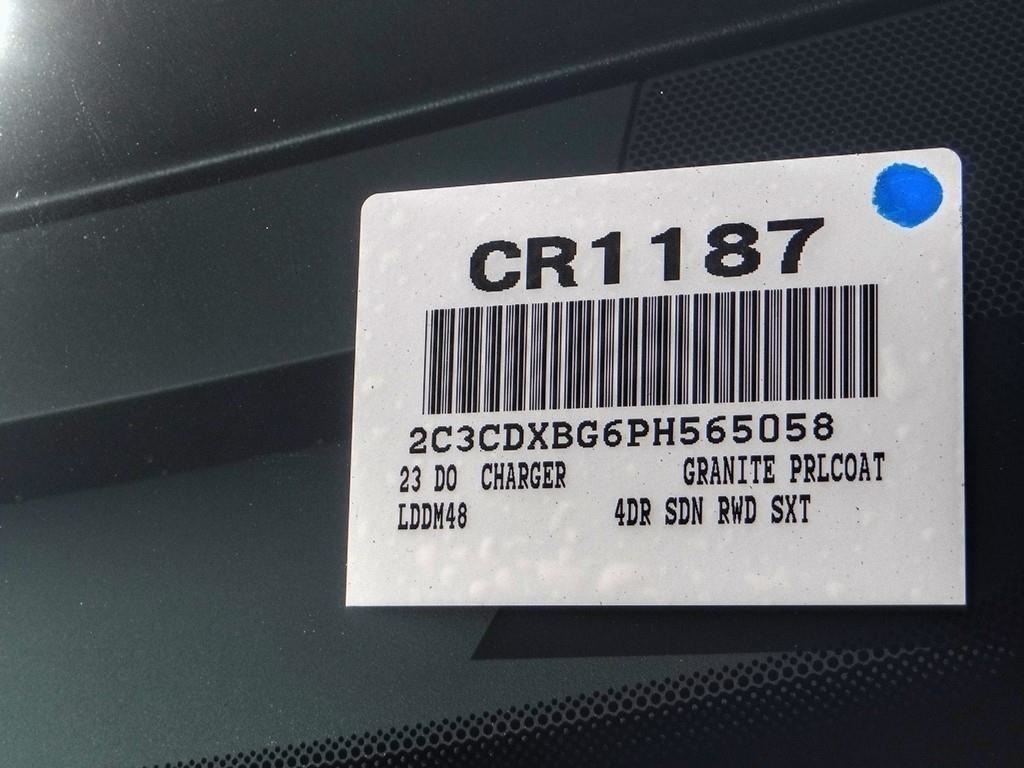 CR1187
2C3CDXBG6PH565058
23 DO CHARGER GRANITE PRLCOAT
LDDM48 4DR SDN RWD SXT